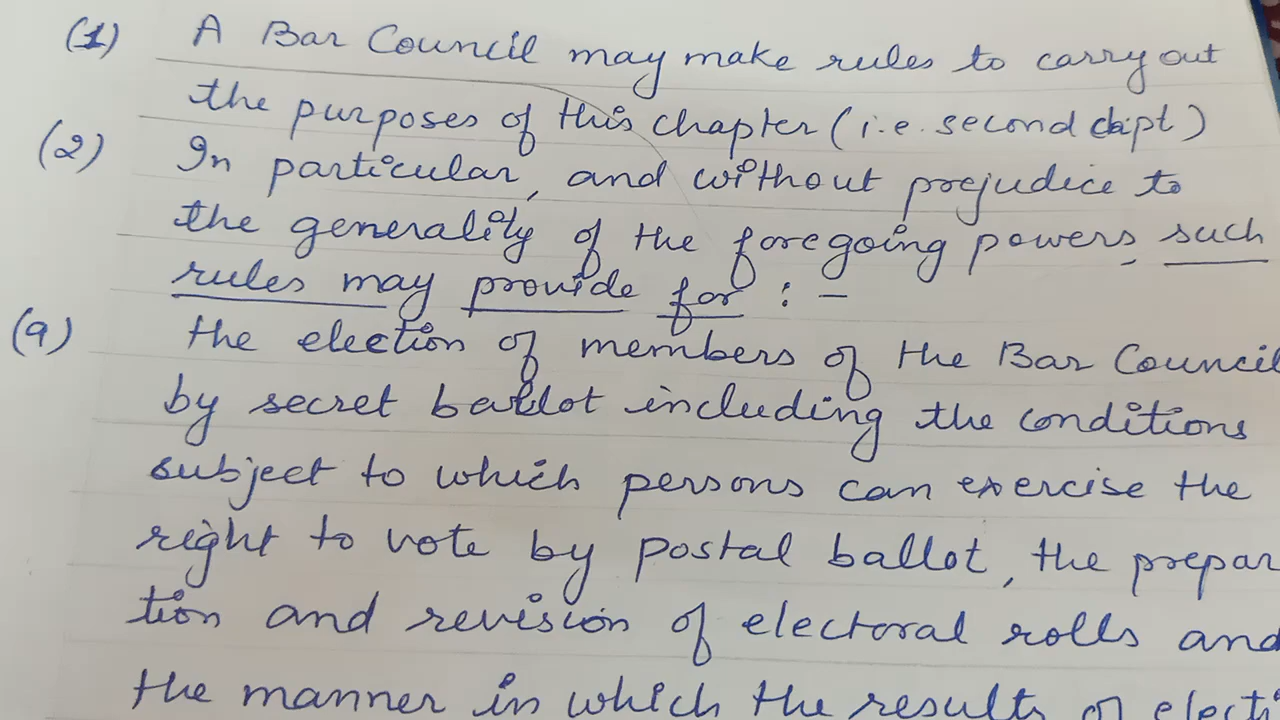 (1) A Bar Council may make rules to carry out
the purposes of this chapter (i.e. second chpt)
(2) In particular, and without prejudice to
the generality of the foregoing powers, such
rules may provide for : -
(a) the election of members of the Bar Council
by secret ballot including the conditions
subject to which persons can exercise the
right to vote by postal ballot, the prepar
tion and revision of electoral rolls and
the manner in which the results of electi